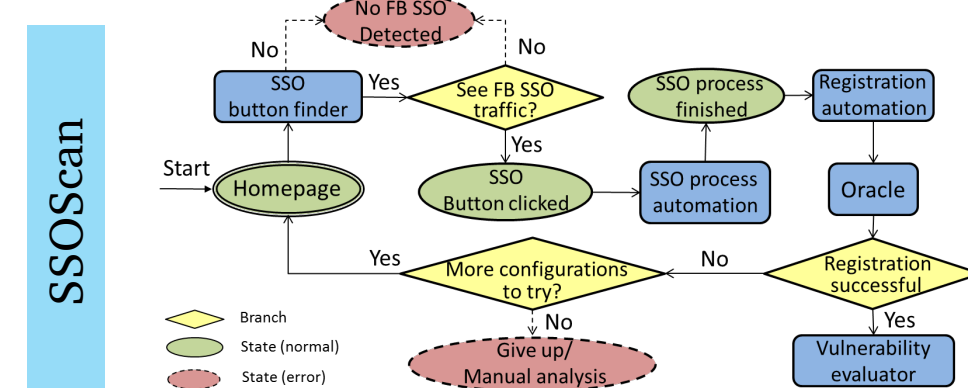 SSOScan
No FB SSO
Detected
No
No
SSO
button finder
Yes
See FB SSO
traffic?
SSO process
finished
Registration
automation
Yes
Start
Homepage
SSO
Button clicked
SSO process
automation
Oracle
Yes
More configurations
to try?
No
Registration
successful
Branch
No
Yes
State (normal)
Give up/
Manual analysis
Vulnerability
evaluator
State (error)